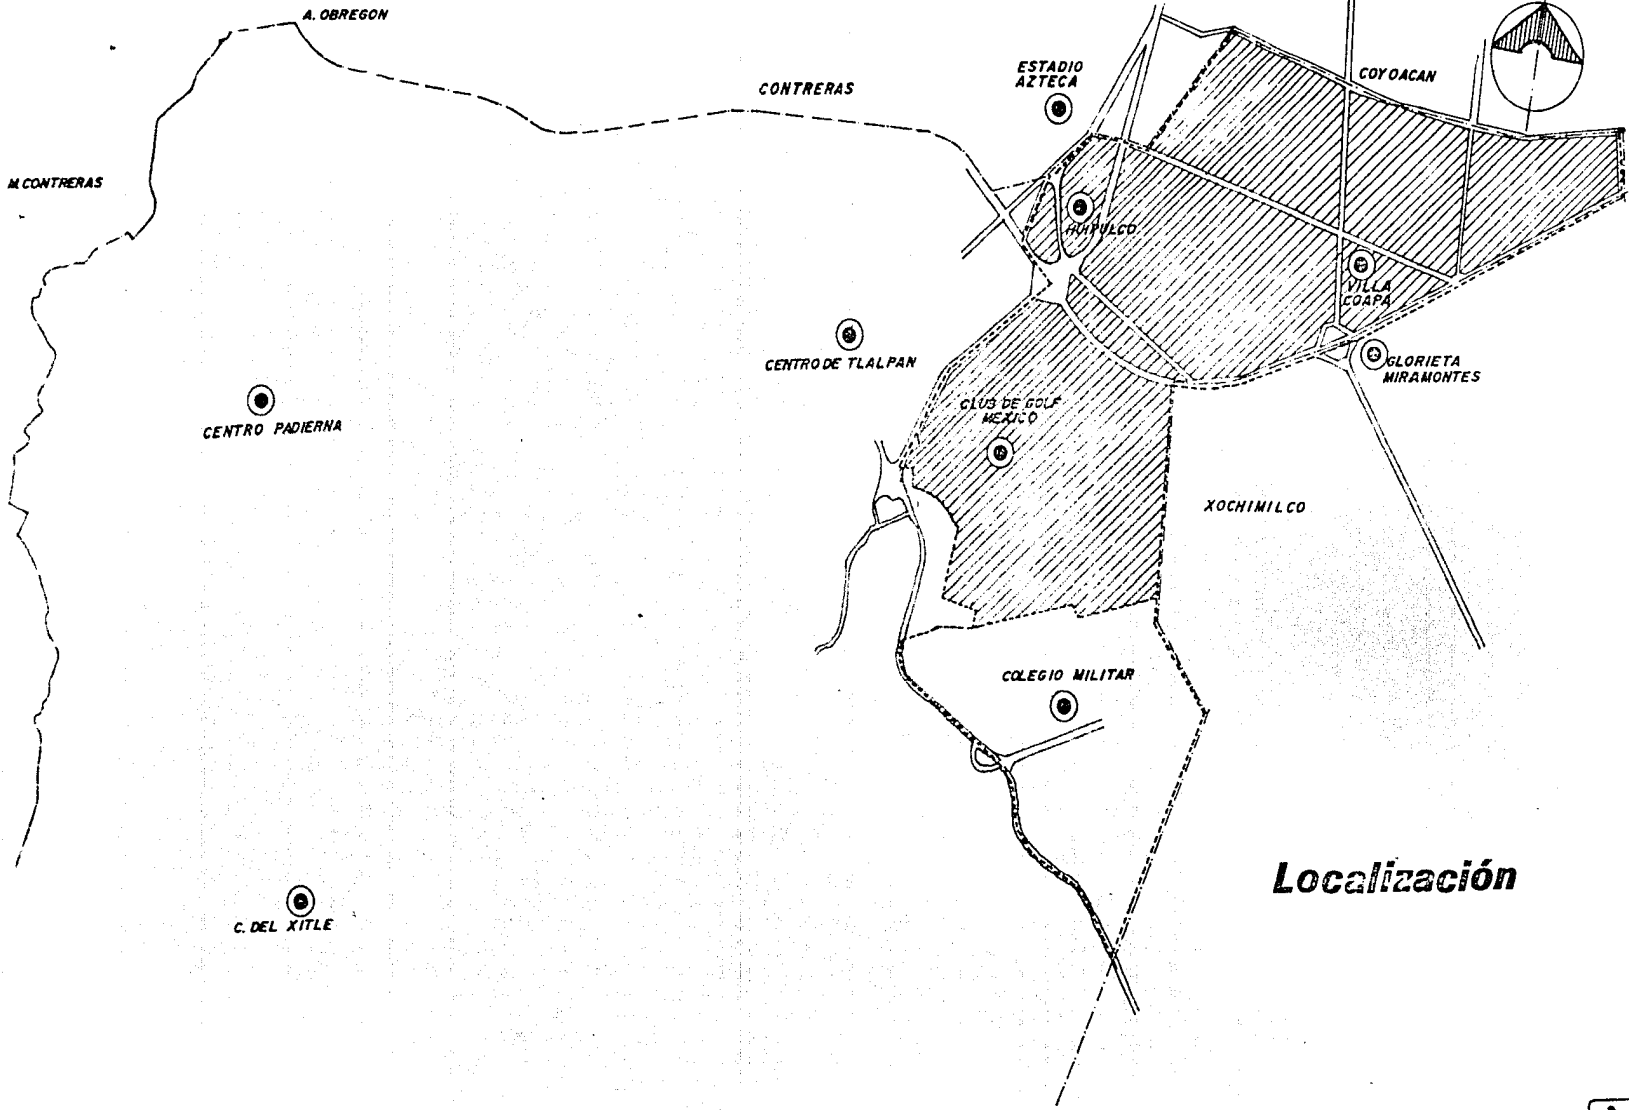 A. OBREGON
ESTADIO
AZTECA
COYOACAN
CONTRERAS
M. CONTRERAS
HUIPULCO
VILLA
COAPA
CENTRO DE TLALPAN
GLORIETA
MIRAMONTES
CLUB DE GOLF
MEXICO
CENTRO PADIERNA
XOCHIMILCO
COLEGIO MILITAR
Localización
C. DEL XITLE